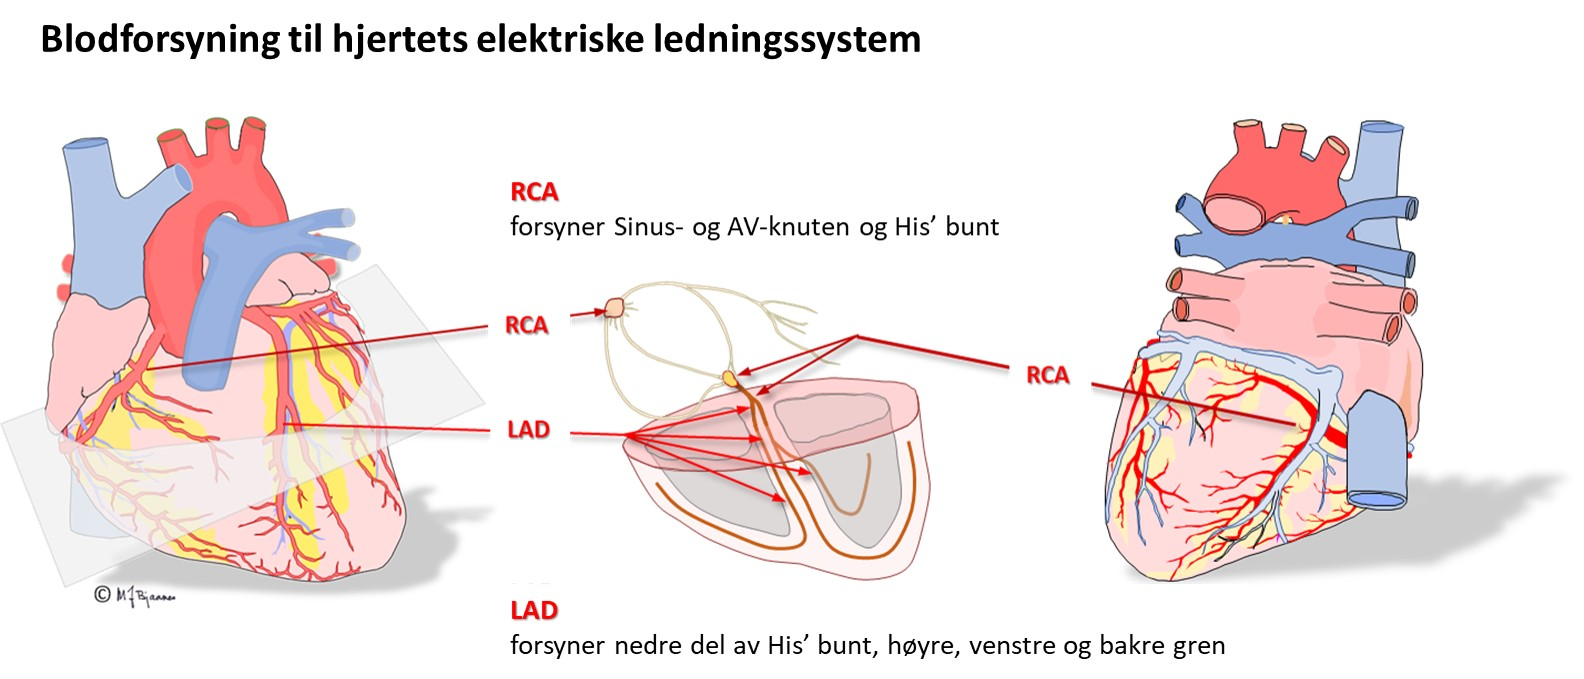 Blodforsyning til hjertets elektriske ledningssystem
RCA
forsyner Sinus- og AV-knuten og His’ bunt
RCA
RCA
LAD
LAD
forsyner nedre del av His’ bunt, høyre, venstre og bakre gren